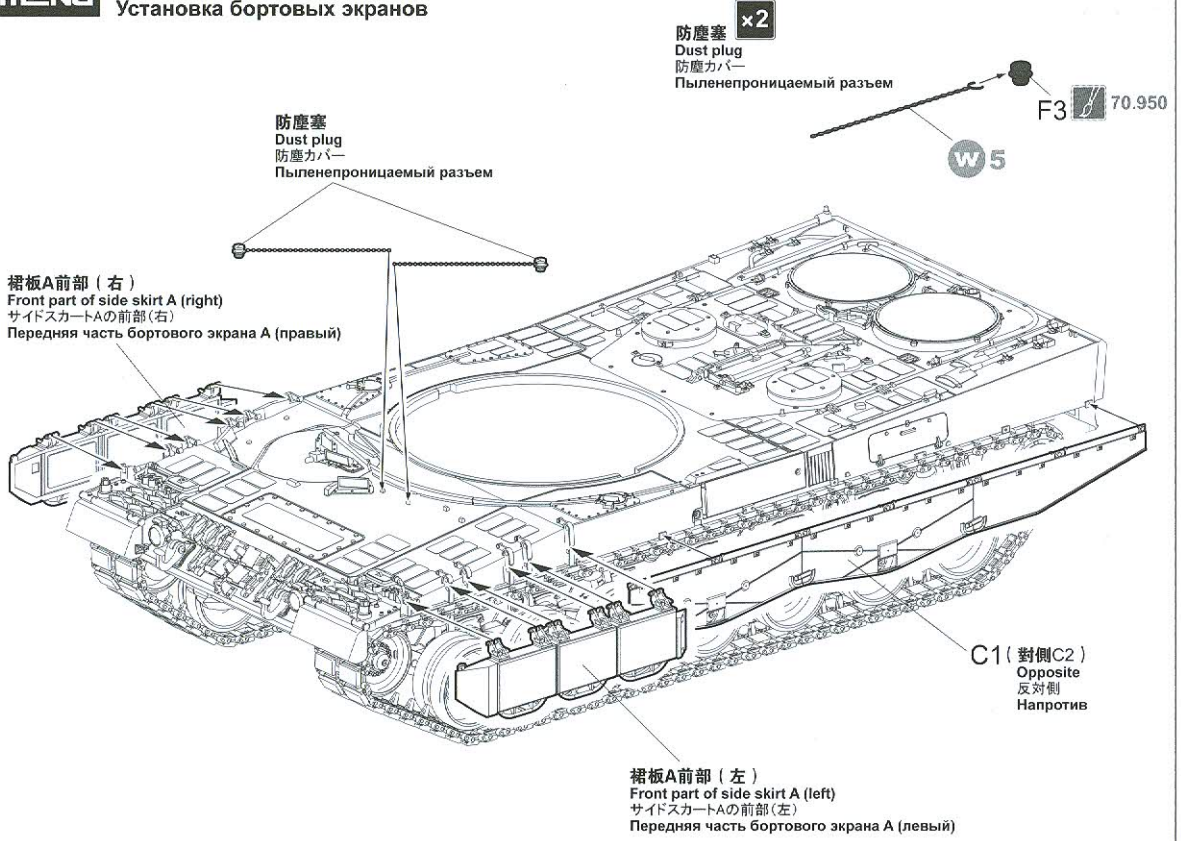 Установка бортовых экранов
防塵塞 ×2
Dust plug
防塵カバー
Пыленепроницаемый разъем
F3 70.950
W 5
防塵塞
Dust plug
防塵カバー
Пыленепроницаемый разъем
裙板A前部（右）
Front part of side skirt A (right)
サイドスカートAの前部（右）
Передняя часть бортового экрана A (правый)
C1（對側C2）
Opposite
反対側
Напротив
裙板A前部（左）
Front part of side skirt A (left)
サイドスカートAの前部（左）
Передняя часть бортового экрана A (левый)